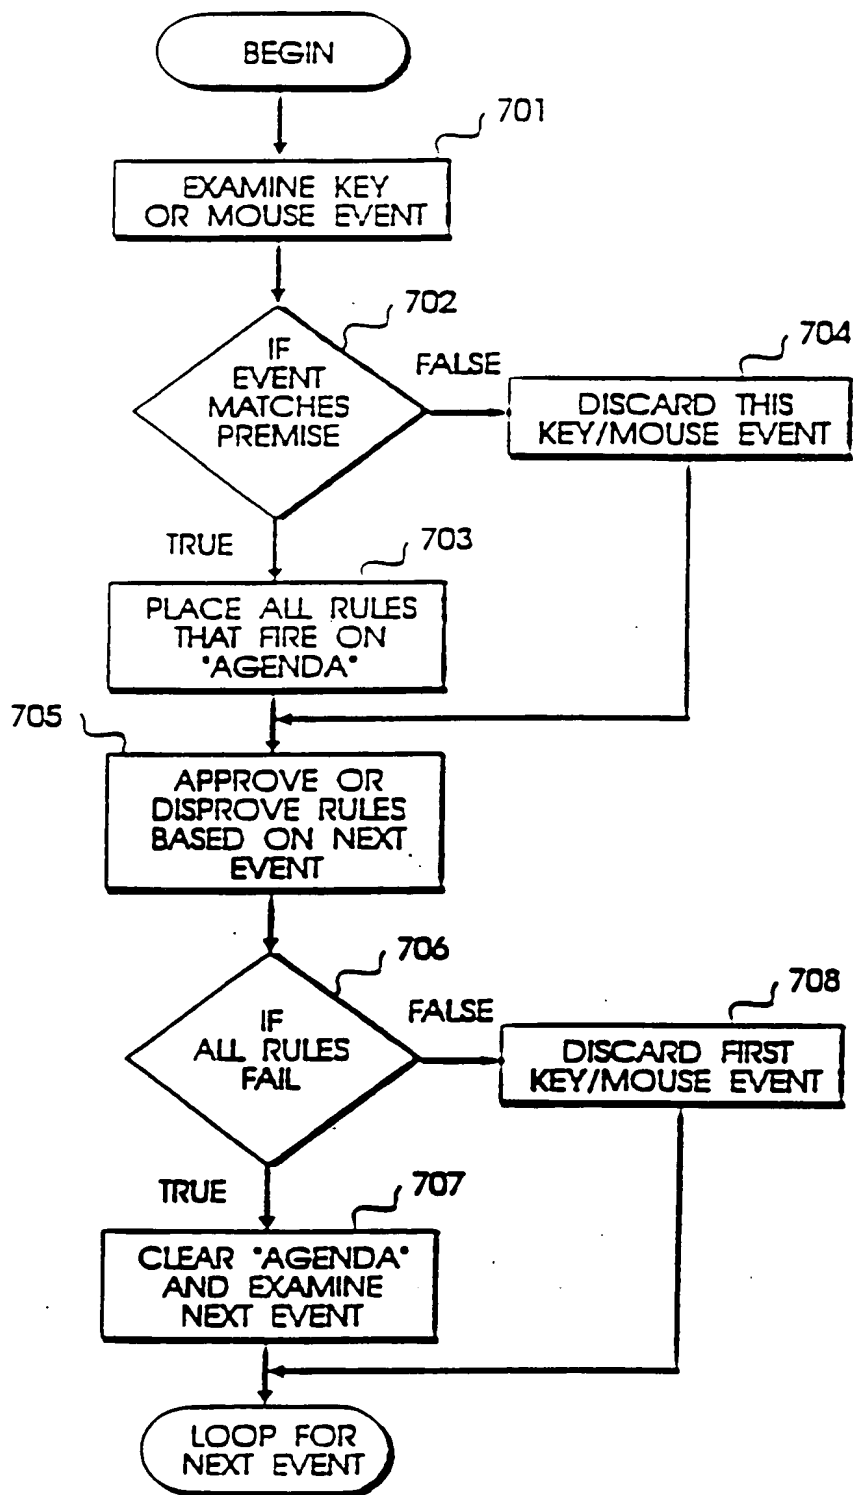 BEGIN
701
EXAMINE KEY
OR MOUSE EVENT
702
IF
EVENT
MATCHES
PREMISE
FALSE
704
DISCARD THIS
KEY/MOUSE EVENT
TRUE
703
PLACE ALL RULES
THAT FIRE ON
"AGENDA"
705
APPROVE OR
DISPROVE RULES
BASED ON NEXT
EVENT
706
IF
ALL RULES
FAIL
FALSE
708
DISCARD FIRST
KEY/MOUSE EVENT
TRUE
707
CLEAR "AGENDA"
AND EXAMINE
NEXT EVENT
LOOP FOR
NEXT EVENT